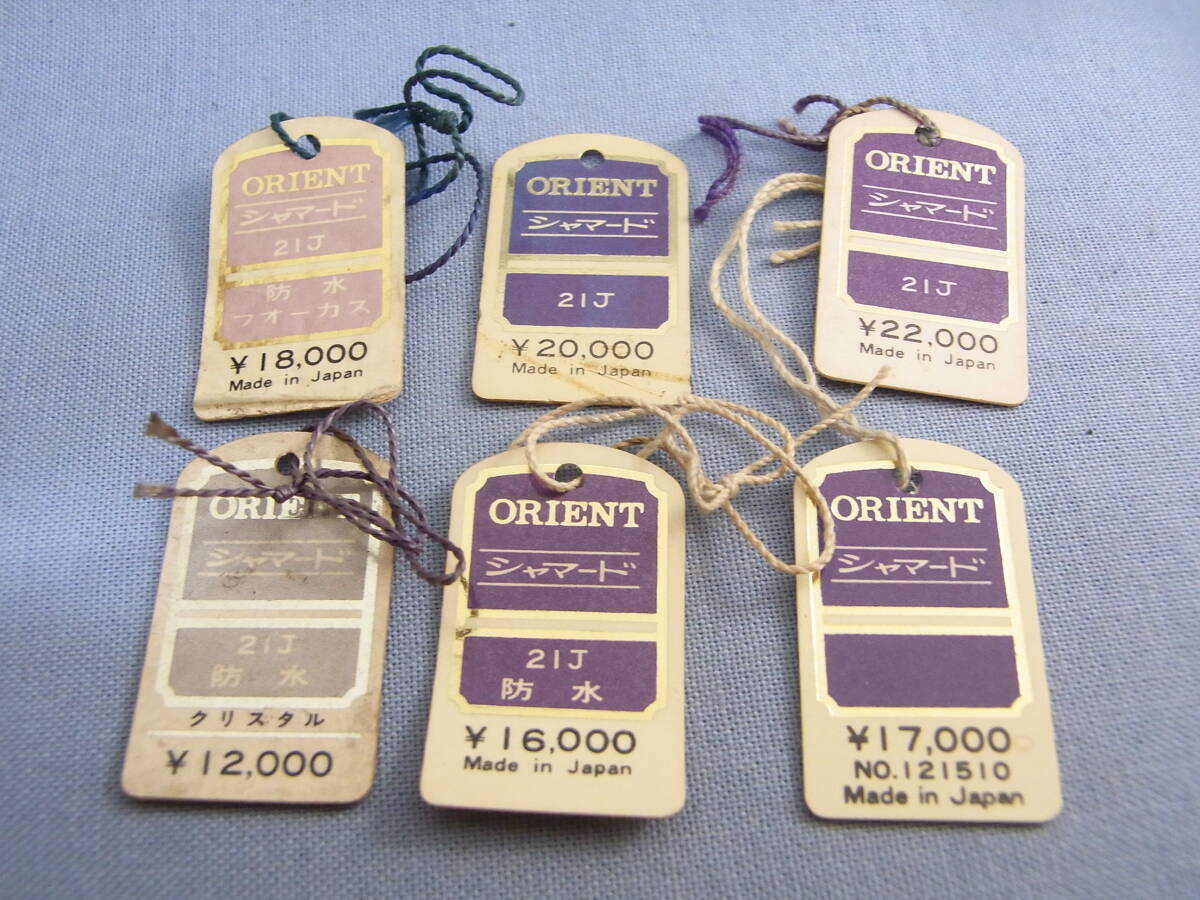 ORIENT
シャマード
21J
防水
フオーカス
¥18,000
Made in Japan
ORIENT
シャマード
21J
¥20,000
Made in Japan
ORIENT
シャマード
21J
¥22,000
Made in Japan
ORIENT
シャマード
21J
防水
クリスタル
¥12,000
ORIENT
シャマード
21J
防水
¥16,000
Made in Japan
ORIENT
シャマード
¥17,000
NO.121510
Made in Japan